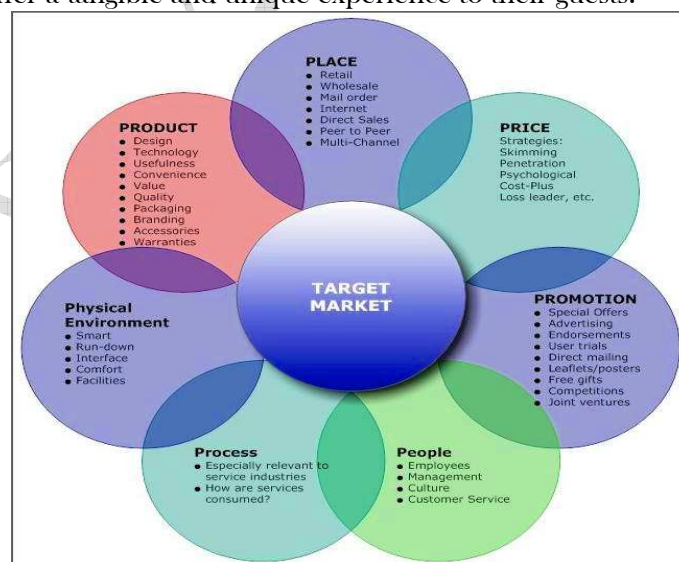 a tangible and unique experience to their guests.
PLACE
● Retail
● Wholesale
● Mail order
● Internet
● Direct Sales
● Peer to Peer
● Multi-Channel
PRODUCT
● Design
● Technology
● Usefulness
● Convenience
● Value
● Quality
● Packaging
● Branding
● Accessories
● Warranties
PRICE
Strategies:
Skimming
Penetration
Psychological
Cost-Plus
Loss leader, etc.
TARGET
MARKET
Physical
Environment
● Smart
● Run-down
● Interface
● Comfort
● Facilities
PROMOTION
● Special Offers
● Advertising
● Endorsements
● User trials
● Direct mailing
● Leaflets/posters
● Free gifts
● Competitions
● Joint ventures
Process
● Especially relevant to
service industries
● How are services
consumed?
People
● Employees
● Management
● Culture
● Customer Service